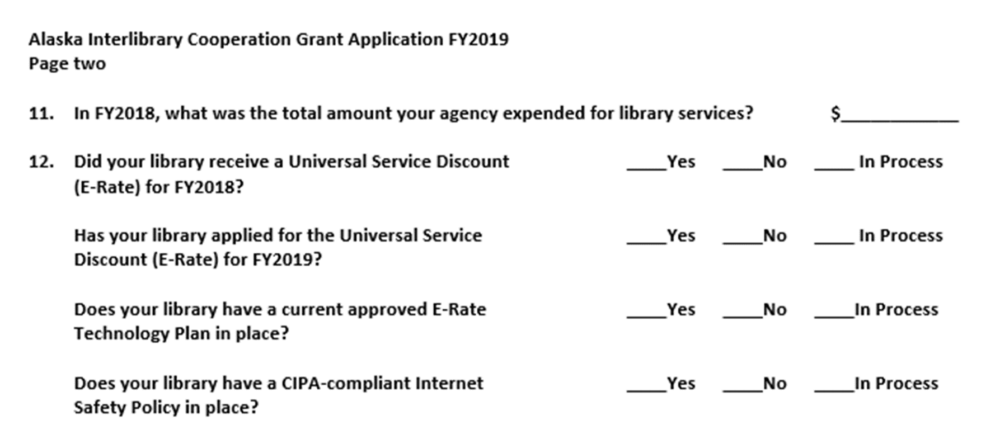 Alaska Interlibrary Cooperation Grant Application FY2019
Page two
11. In FY2018, what was the total amount your agency expended for library services? $____________
12. Did your library receive a Universal Service Discount ____Yes ____No ____ In Process
(E-Rate) for FY2018?
Has your library applied for the Universal Service ____Yes ____No ____ In Process
Discount (E-Rate) for FY2019?
Does your library have a current approved E-Rate ____Yes ____No ____In Process
Technology Plan in place?
Does your library have a CIPA-compliant Internet ____Yes ____No ____In Process
Safety Policy in place?